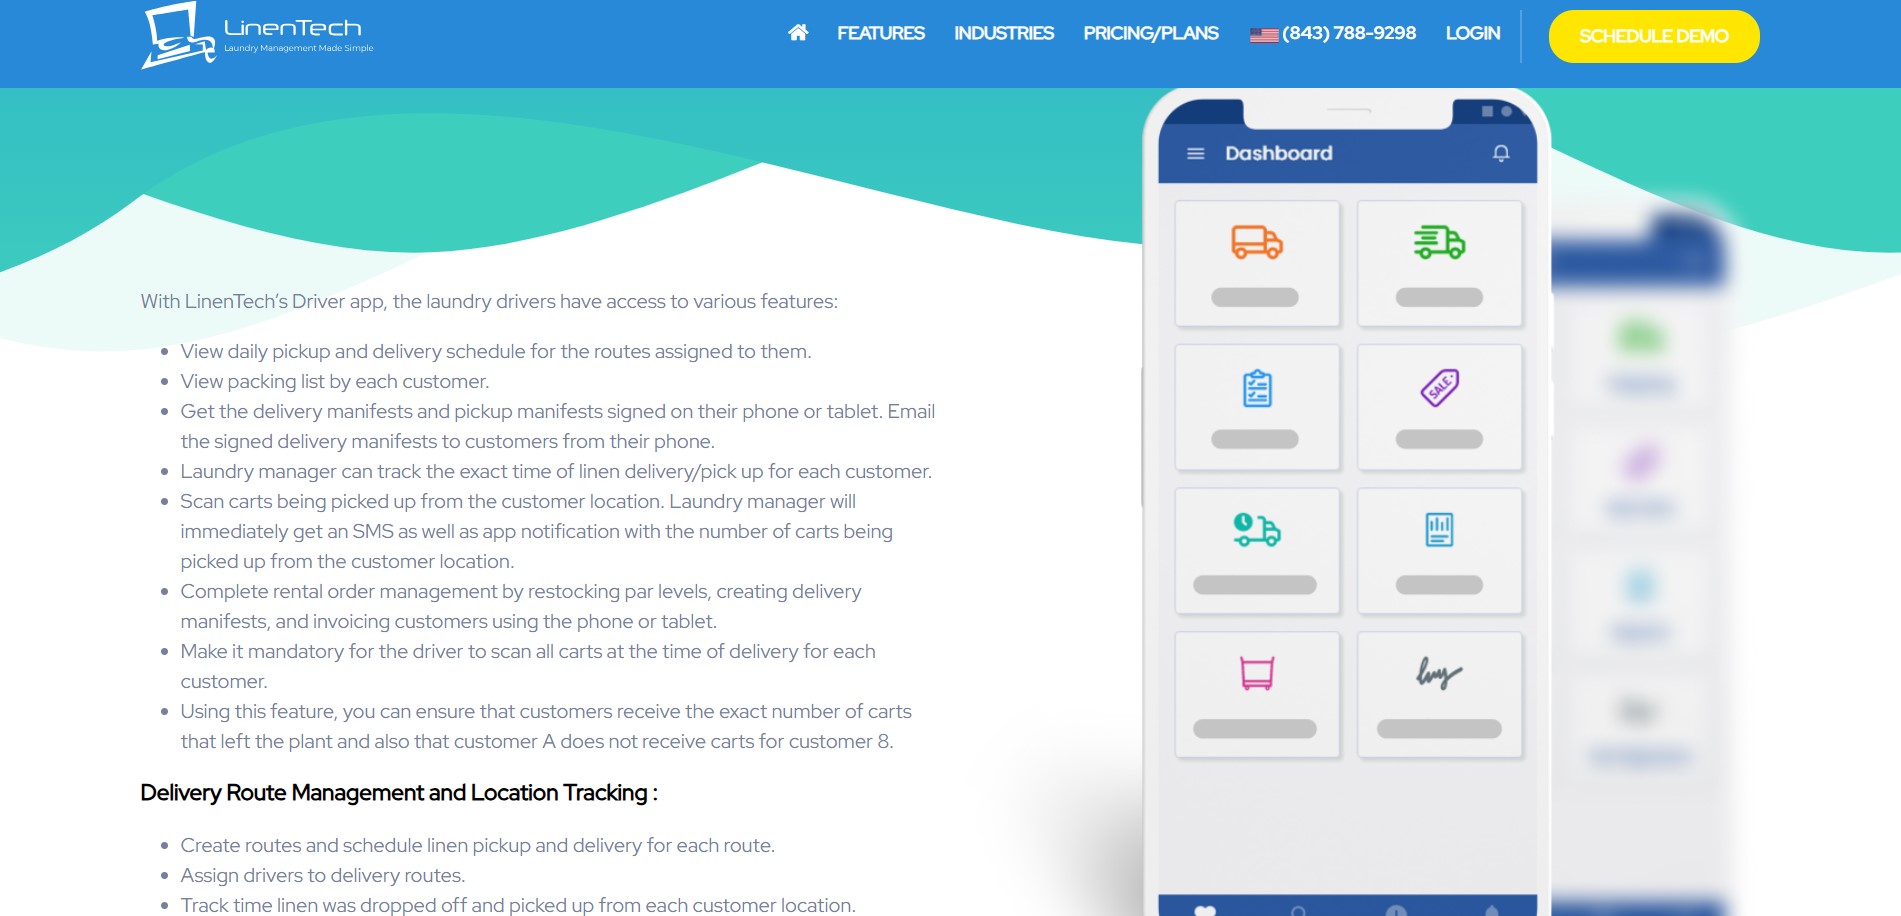 LinenTech
Laundry Management Made Simple
FEATURES
INDUSTRIES
PRICING/PLANS
(843) 788-9298
LOGIN
SCHEDULE DEMO
Dashboard
SALE
With LinenTech’s Driver app, the laundry drivers have access to various features:
View daily pickup and delivery schedule for the routes assigned to them.
View packing list by each customer.
Get the delivery manifests and pickup manifests signed on their phone or tablet. Email
the signed delivery manifests to customers from their phone.
Laundry manager can track the exact time of linen delivery/pick up for each customer.
Scan carts being picked up from the customer location. Laundry manager will
immediately get an SMS as well as app notification with the number of carts being
picked up from the customer location.
Complete rental order management by restocking par levels, creating delivery
manifests, and invoicing customers using the phone or tablet.
Make it mandatory for the driver to scan all carts at the time of delivery for each
customer.
Using this feature, you can ensure that customers receive the exact number of carts
that left the plant and also that customer A does not receive carts for customer 8.
Delivery Route Management and Location Tracking :
Create routes and schedule linen pickup and delivery for each route.
Assign drivers to delivery routes.
Track time linen was dropped off and picked up from each customer location.